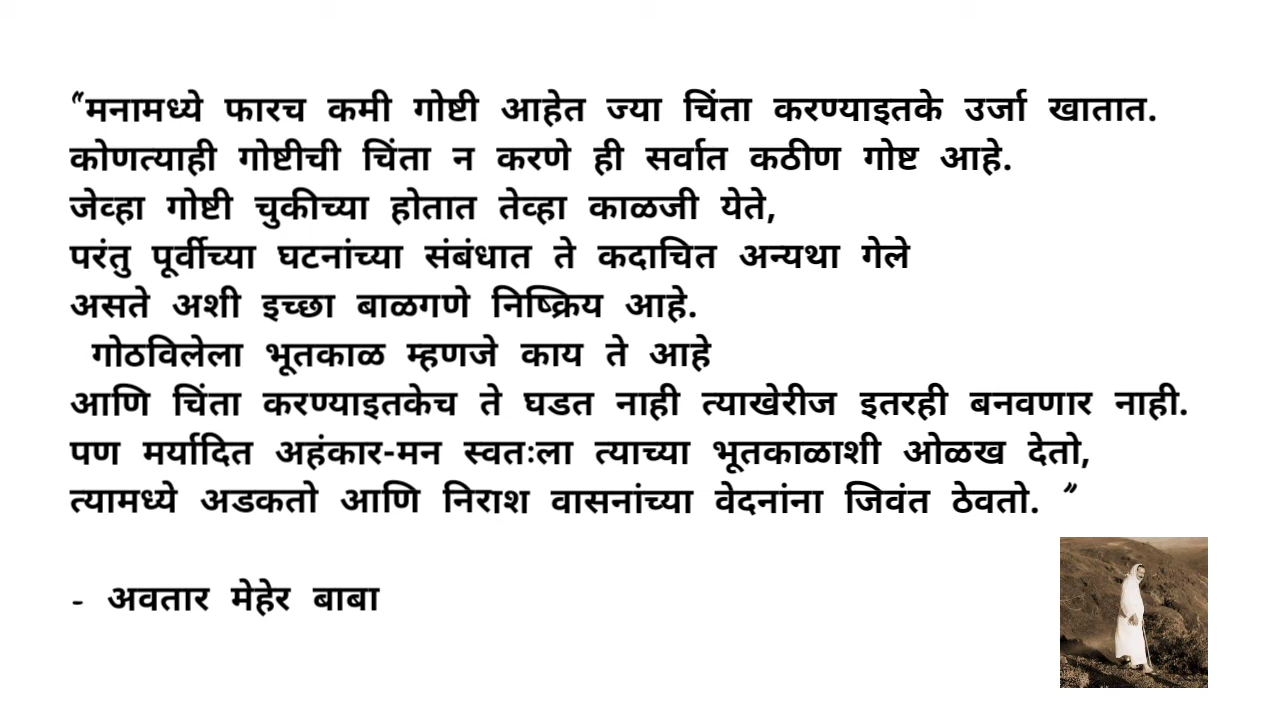 “मनामध्ये फारच कमी गोष्टी आहेत ज्या चिंता करण्याइतके उर्जा खातात.
कोणत्याही गोष्टीची चिंता न करणे ही सर्वात कठीण गोष्ट आहे.
जेव्हा गोष्टी चुकीच्या होतात तेव्हा काळजी येते,
परंतु पूर्वीच्या घटनांच्या संबंधात ते कदाचित अन्यथा गेले
असते अशी इच्छा बाळगणे निष्क्रिय आहे.
गोठविलेला भूतकाळ म्हणजे काय ते आहे
आणि चिंता करण्याइतकेच ते घडत नाही त्याखेरीज इतरही बनवणार नाही.
पण मर्यादित अहंकार-मन स्वतःला त्याच्या भूतकाळाशी ओळख देतो,
त्यामध्ये अडकतो आणि निराश वासनांच्या वेदनांना जिवंत ठेवतो. ”
- अवतार मेहेर बाबा